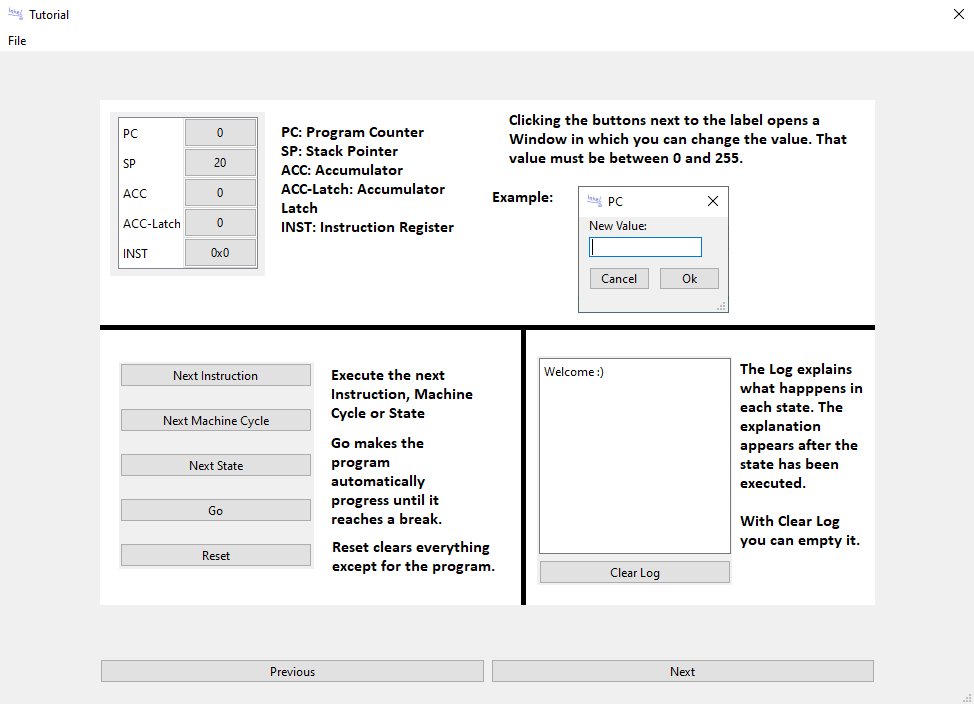 Tutorial
File
PC 0
SP 20
ACC 0
ACC-Latch 0
INST 0x0
PC: Program Counter
SP: Stack Pointer
ACC: Accumulator
ACC-Latch: Accumulator
Latch
INST: Instruction Register
Clicking the buttons next to the label opens a
Window in which you can change the value. That
value must be between 0 and 255.
Example:
PC
New Value:
Cancel Ok
Next Instruction
Next Machine Cycle
Next State
Go
Reset
Execute the next
Instruction, Machine
Cycle or State
Go makes the
program
automatically
progress until it
reaches a break.
Reset clears everything
except for the program.
Welcome :)
Clear Log
The Log explains
what happpens in
each state. The
explanation
appears after the
state has been
executed.
With Clear Log
you can empty it.
Previous Next